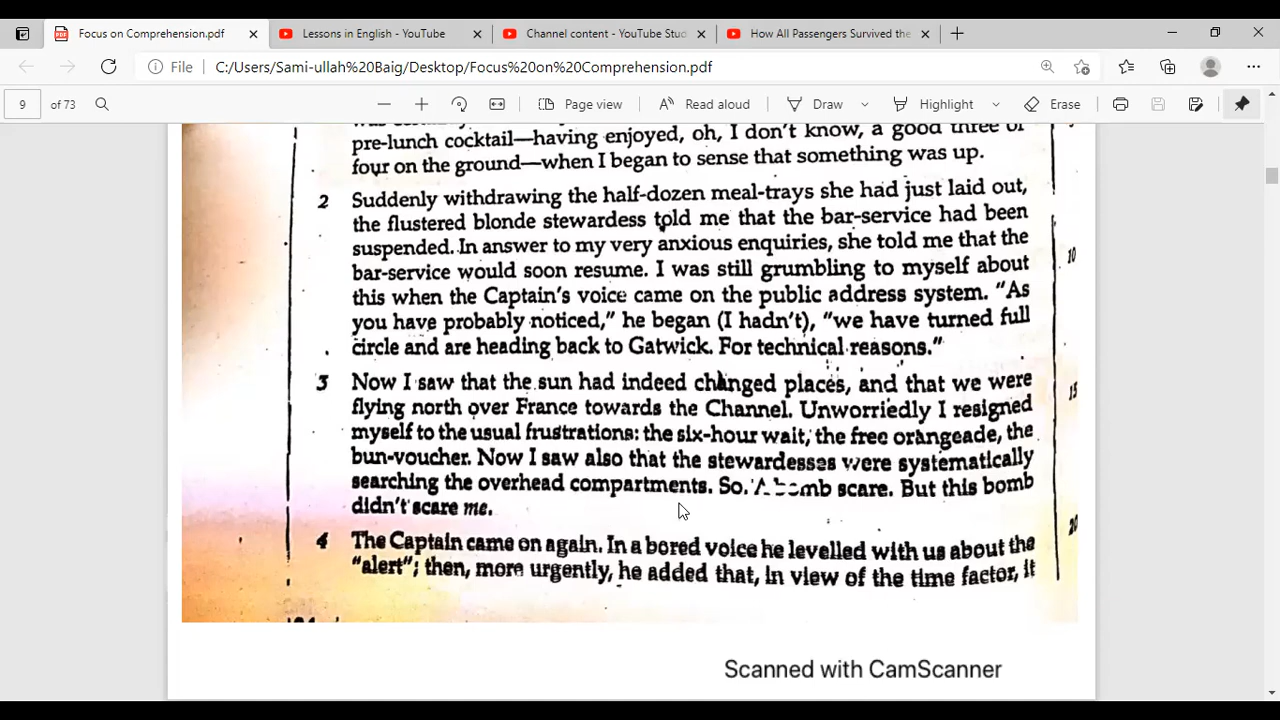 Focus on Comprehension.pdf
Lessons in English - YouTube
Channel content - YouTube Stud
How All Passengers Survived the
File
C:/Users/Sami-ullah%20Baig/Desktop/Focus%20on%20Comprehension.pdf
9 of 73
Page view
Read aloud
Draw
Highlight
Erase
pre-lunch cocktail—having enjoyed, oh, I don't know, a good three or
four on the ground—when I began to sense that something was up.
2 Suddenly withdrawing the half-dozen meal-trays she had just laid out,
the flustered blonde stewardess told me that the bar-service had been
suspended. In answer to my very anxious enquiries, she told me that the
bar-service would soon resume. I was still grumbling to myself about 10
this when the Captain's voice came on the public address system. "As
you have probably noticed," he began (I hadn't), "we have turned full
circle and are heading back to Gatwick. For technical reasons."
3 Now I saw that the sun had indeed changed places, and that we were 15
flying north over France towards the Channel. Unworriedly I resigned
myself to the usual frustrations: the six-hour wait, the free orangeade, the
bun-voucher. Now I saw also that the stewardesses were systematically
searching the overhead compartments. So. A bomb scare. But this bomb
didn't scare me.
4 The Captain came on again. In a bored voice he levelled with us about the 20
"alert"; then, more urgently, he added that, in view of the time factor, it
Scanned with CamScanner